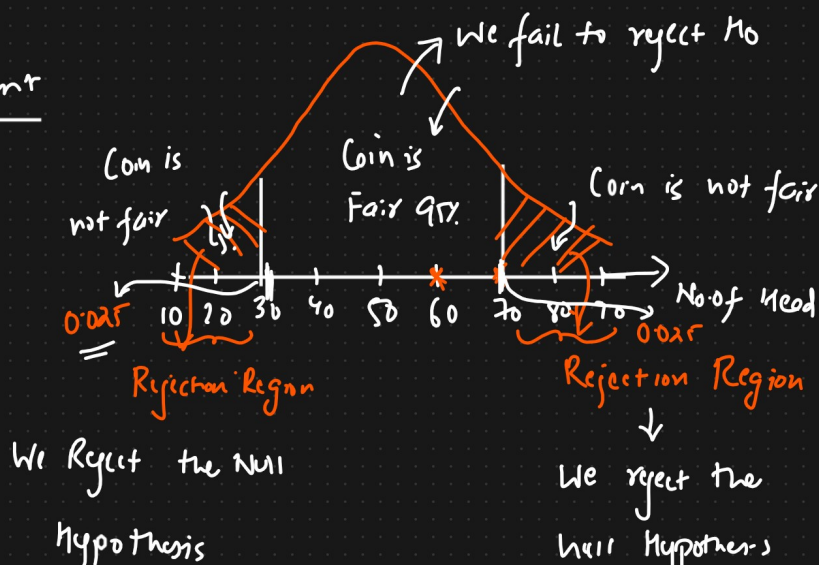 We fail to reject H0
nt
Coin is
not fair
Coin is
Fair 95%
Coin is not fair
0.025
10 20 30 40 50 60 70 80 90
No. of Head
0.025
Rejection Region
Rejection Region
We Reject the Null
Hypothesis
We reject the
null Hypothesis